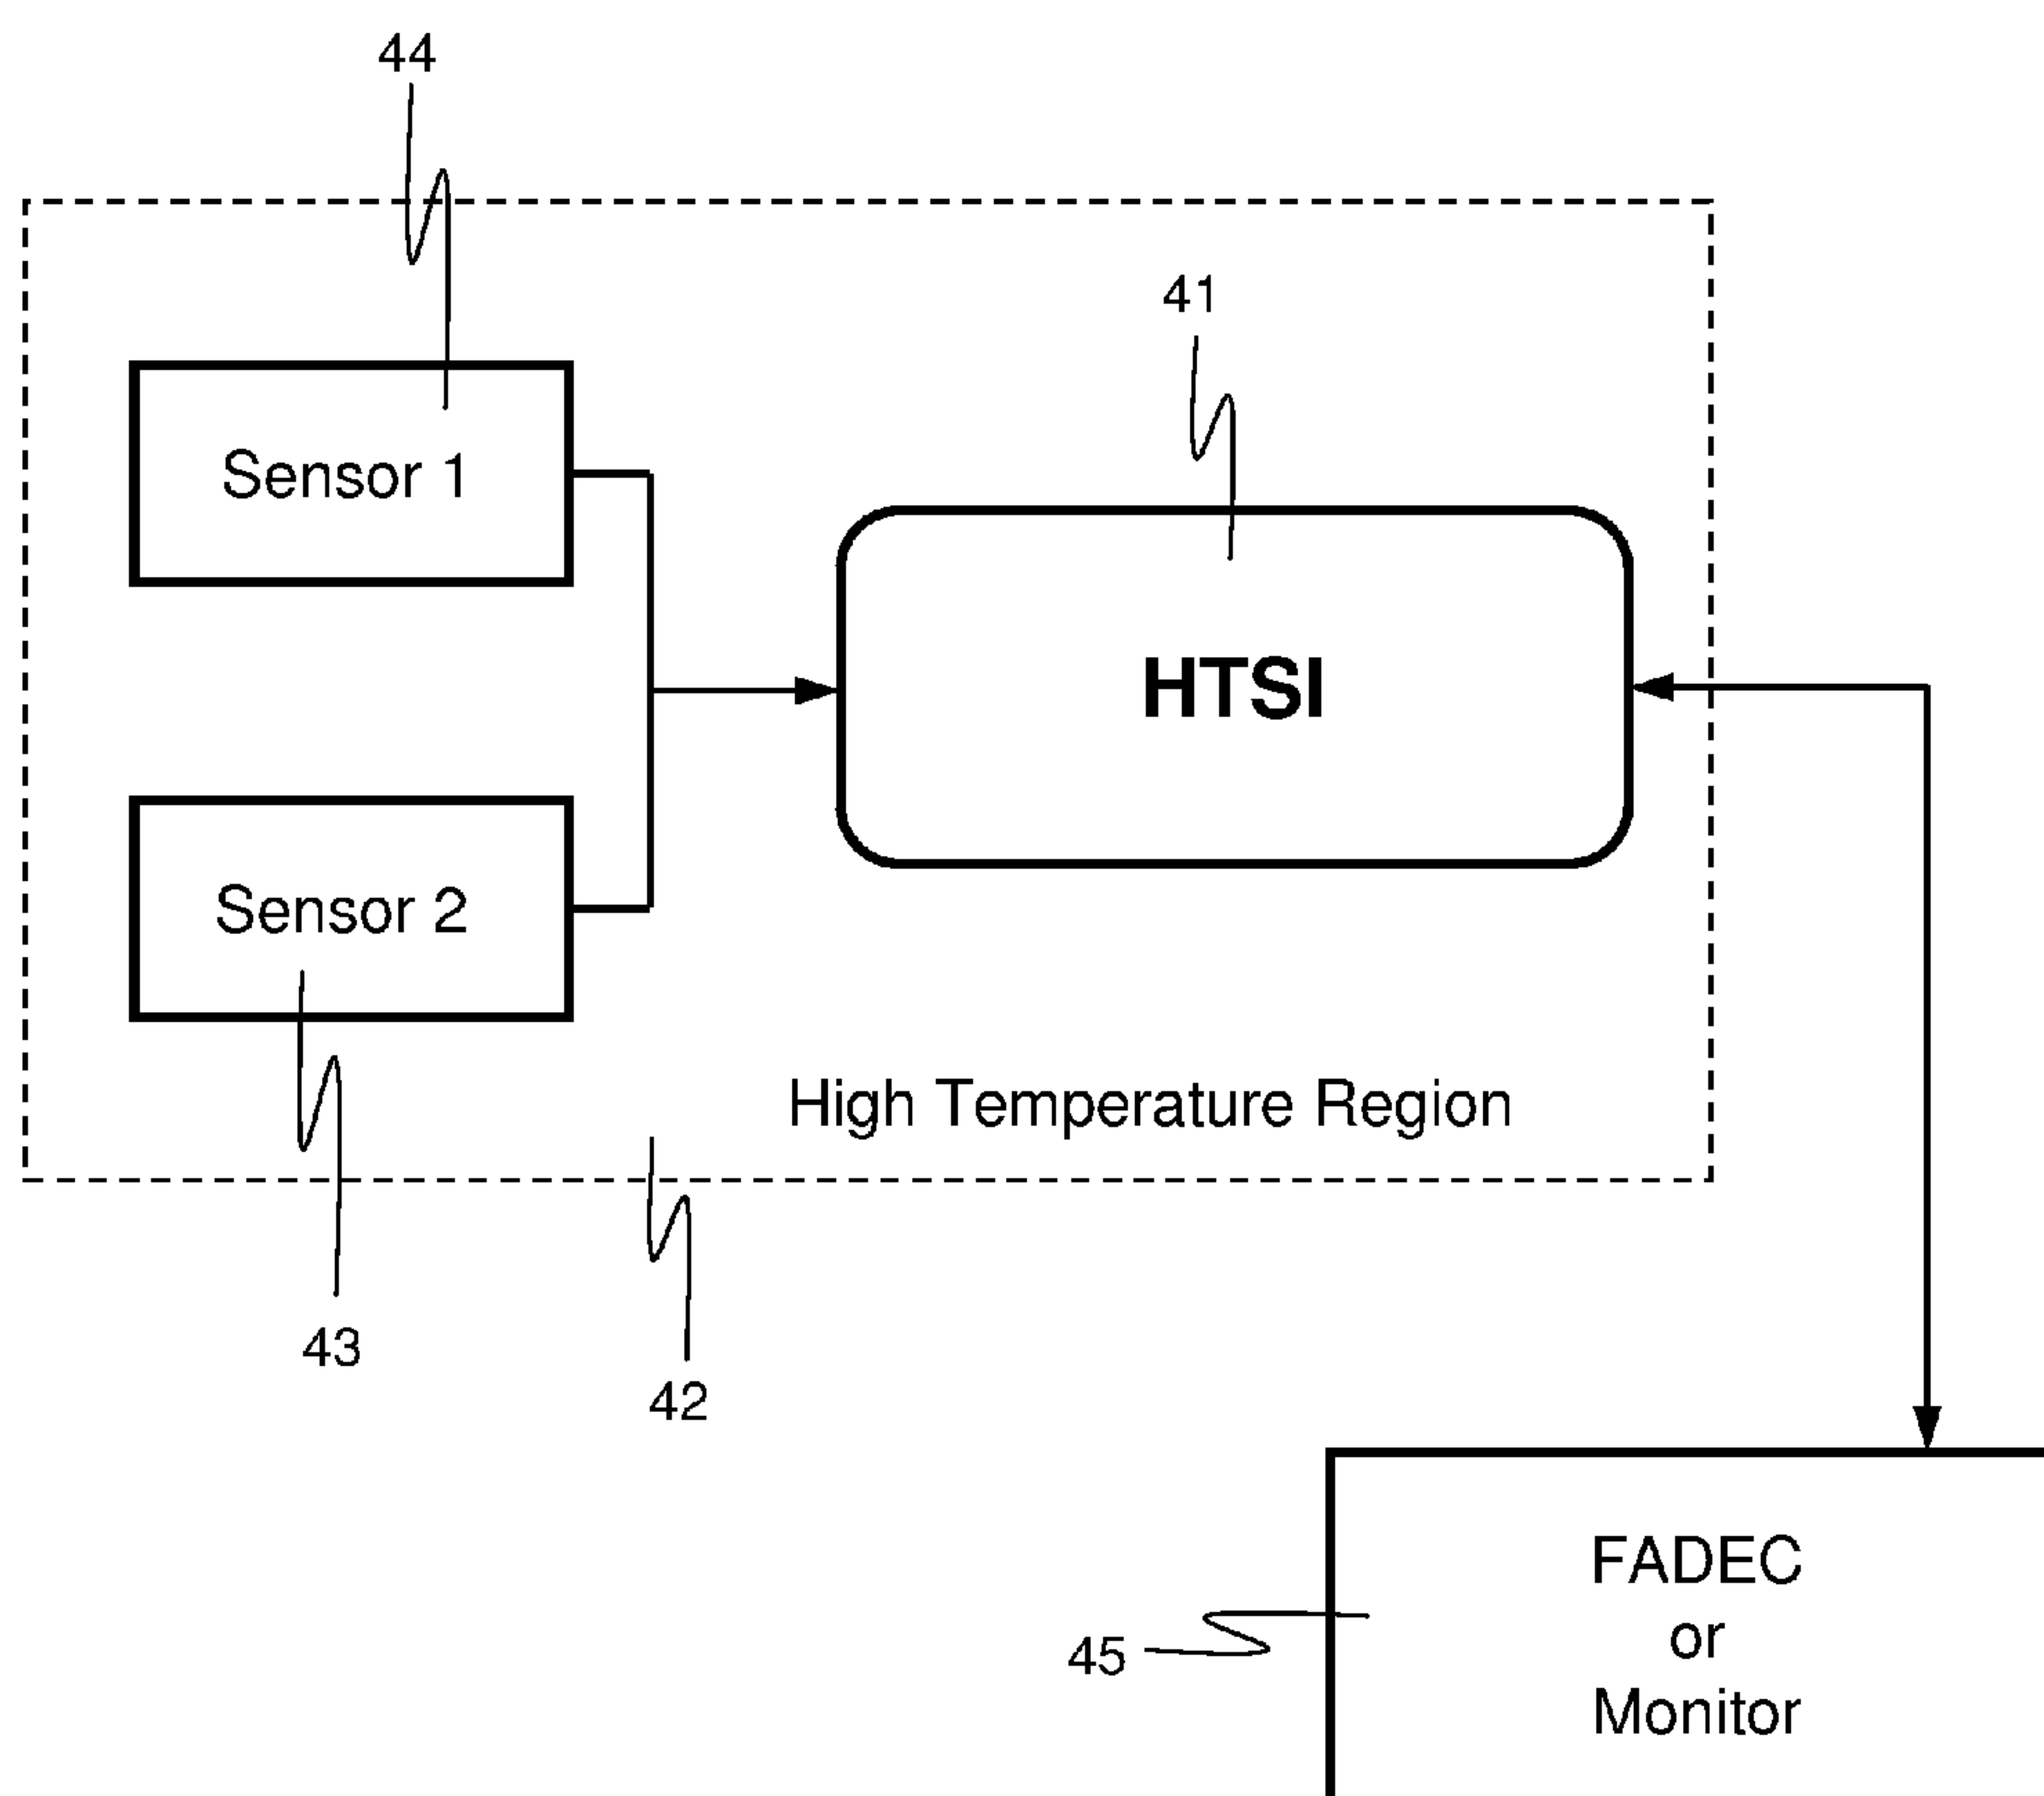 44
41
Sensor 1
HTSI
Sensor 2
High Temperature Region
43
42
FADEC
or
Monitor
45